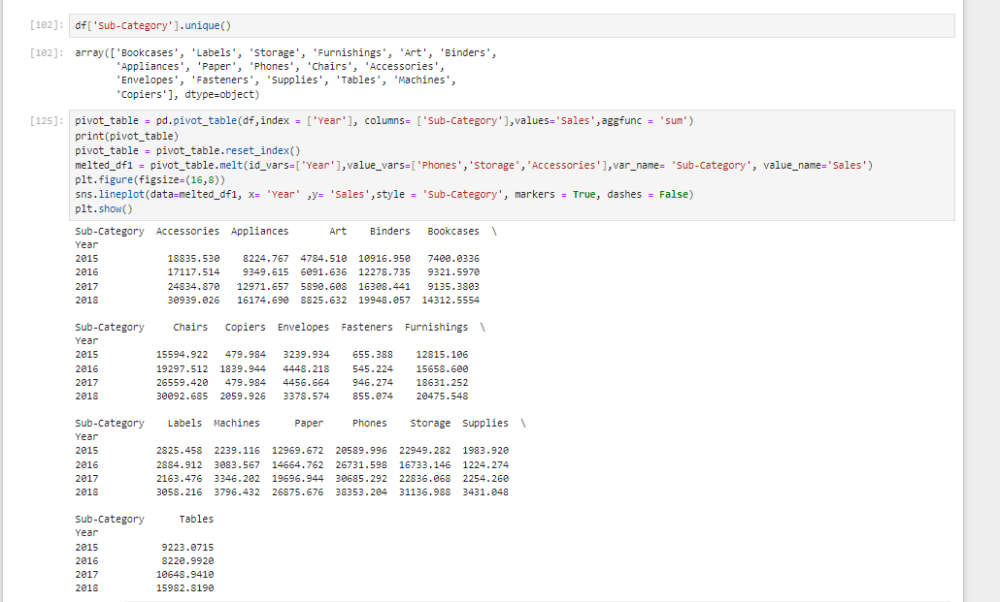 [102]: df['Sub-Category'].unique()
[102]: array(['Bookcases', 'Labels', 'Storage', 'Furnishings', 'Art', 'Binders',
'Appliances', 'Paper', 'Phones', 'Chairs', 'Accessories',
'Envelopes', 'Fasteners', 'Supplies', 'Tables', 'Machines',
'Copiers'], dtype=object)
[125]: pivot_table = pd.pivot_table(df,index = ['Year'], columns= ['Sub-Category'],values='Sales',aggfunc = 'sum')
print(pivot_table)
pivot_table = pivot_table.reset_index()
melted_df1 = pivot_table.melt(id_vars=['Year'],value_vars=['Phones','Storage','Accessories'],var_name= 'Sub-Category', value_name='Sales')
plt.figure(figsize=(16,8))
sns.lineplot(data=melted_df1, x= 'Year' ,y= 'Sales',style = 'Sub-Category', markers = True, dashes = False)
plt.show()
Sub-Category  Accessories  Appliances       Art    Binders   Bookcases  \
Year
2015            18835.530    8224.767  4784.510  10916.950   7400.0336
2016            17117.514    9349.615  6091.636  12278.735   9321.5970
2017            24834.870   12971.657  5890.608  16308.441   9135.3803
2018            30939.026   16174.690  8825.632  19948.057  14312.5554
Sub-Category     Chairs   Copiers  Envelopes  Fasteners  Furnishings  \
Year
2015          15594.922   479.984   3239.934    655.388    12815.106
2016          19297.512  1839.944   4448.218    545.224    15658.600
2017          26559.420   479.984   4456.664    946.274    18631.252
2018          30092.685  2059.926   3378.574    855.074    20475.548
Sub-Category    Labels  Machines      Paper     Phones    Storage  Supplies  \
Year
2015          2825.458  2239.116  12969.672  20589.996  22949.282  1983.920
2016          2884.912  3083.567  14664.762  26731.598  16733.146  1224.274
2017          2163.476  3346.202  19696.944  30685.292  22836.068  2254.260
2018          3058.216  3796.432  26875.676  38353.204  31136.988  3431.048
Sub-Category      Tables
Year
2015           9223.0715
2016           8220.9920
2017          10648.9410
2018          15982.8190